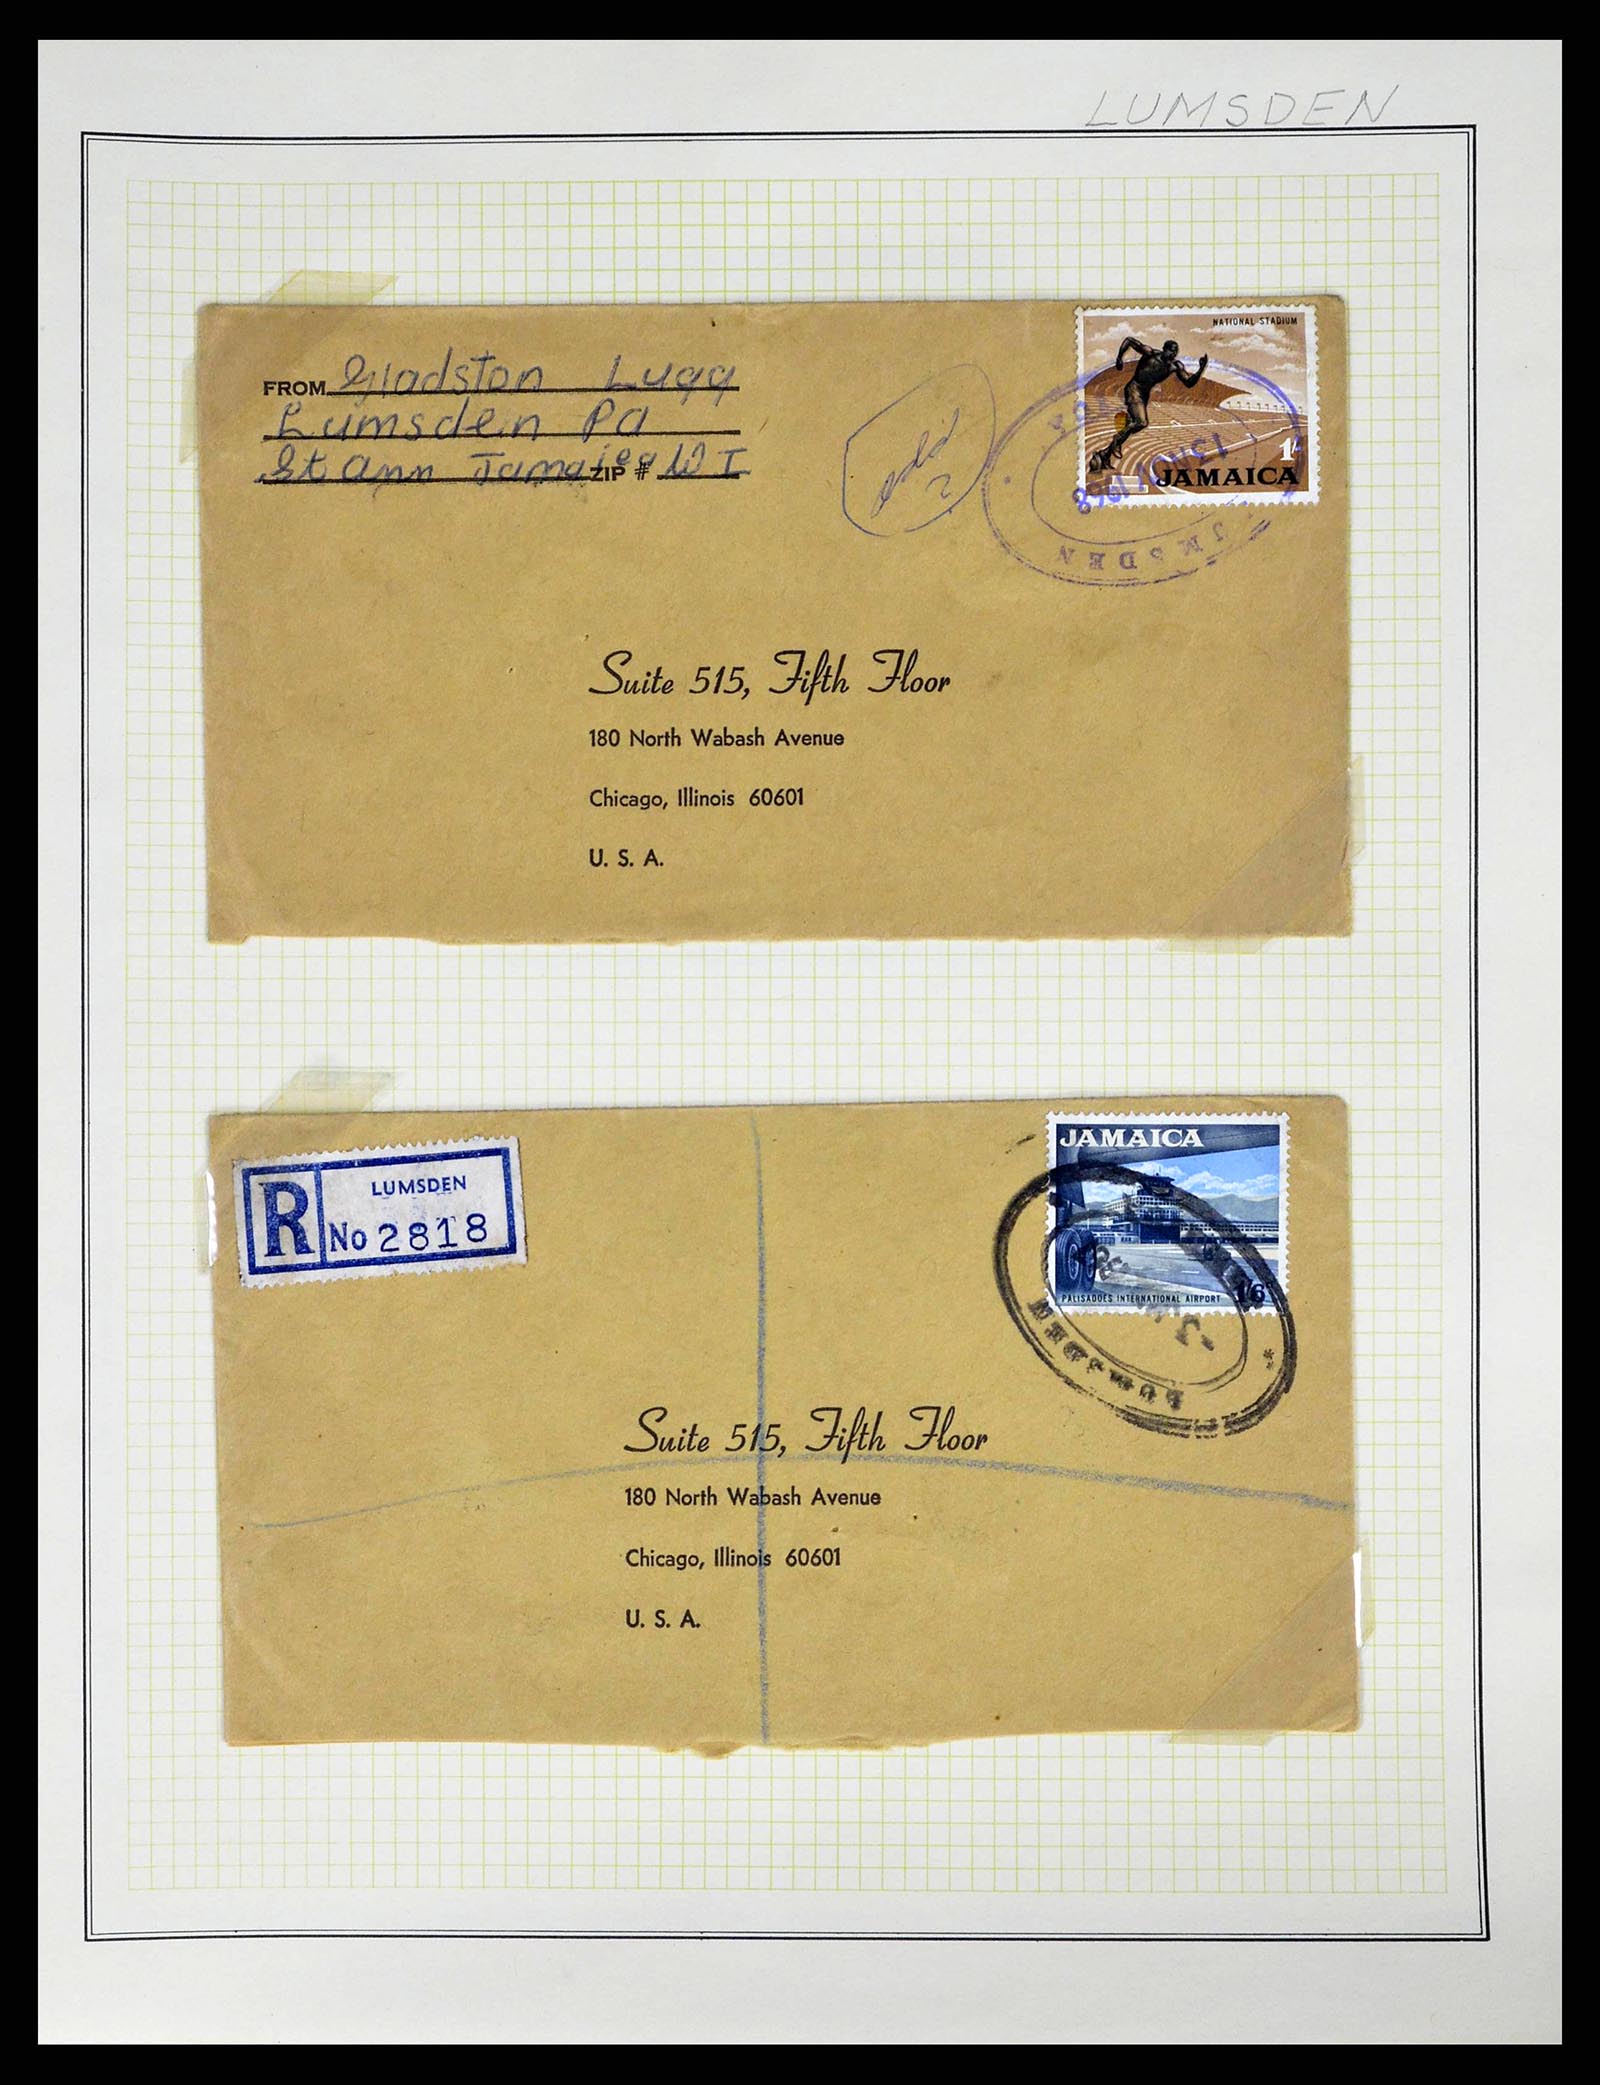 LUMSDEN
FROM Gladston Lugg
Lumsden PA
St Ann Jamaica ZIP # W I
NATIONAL STADIUM
1/-
JAMAICA
LUMSDEN
Suite 515, Fifth Floor
180 North Wabash Avenue
Chicago, Illinois 60601
U. S. A.
R
LUMSDEN
No 2818
JAMAICA
PALISADOES INTERNATIONAL AIRPORT 1/6
LUMSDEN
Suite 515, Fifth Floor
180 North Wabash Avenue
Chicago, Illinois 60601
U. S. A.